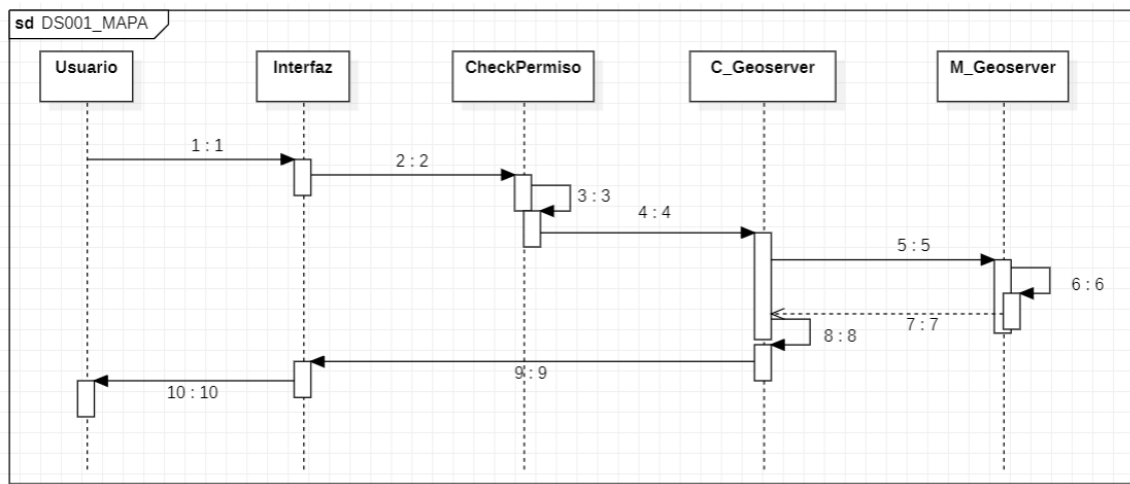 sd DS001_MAPA
Usuario
Interfaz
CheckPermiso
C_Geoserver
M_Geoserver
1 : 1
2 : 2
3 : 3
4 : 4
5 : 5
6 : 6
7 : 7
8 : 8
9 : 9
10 : 10